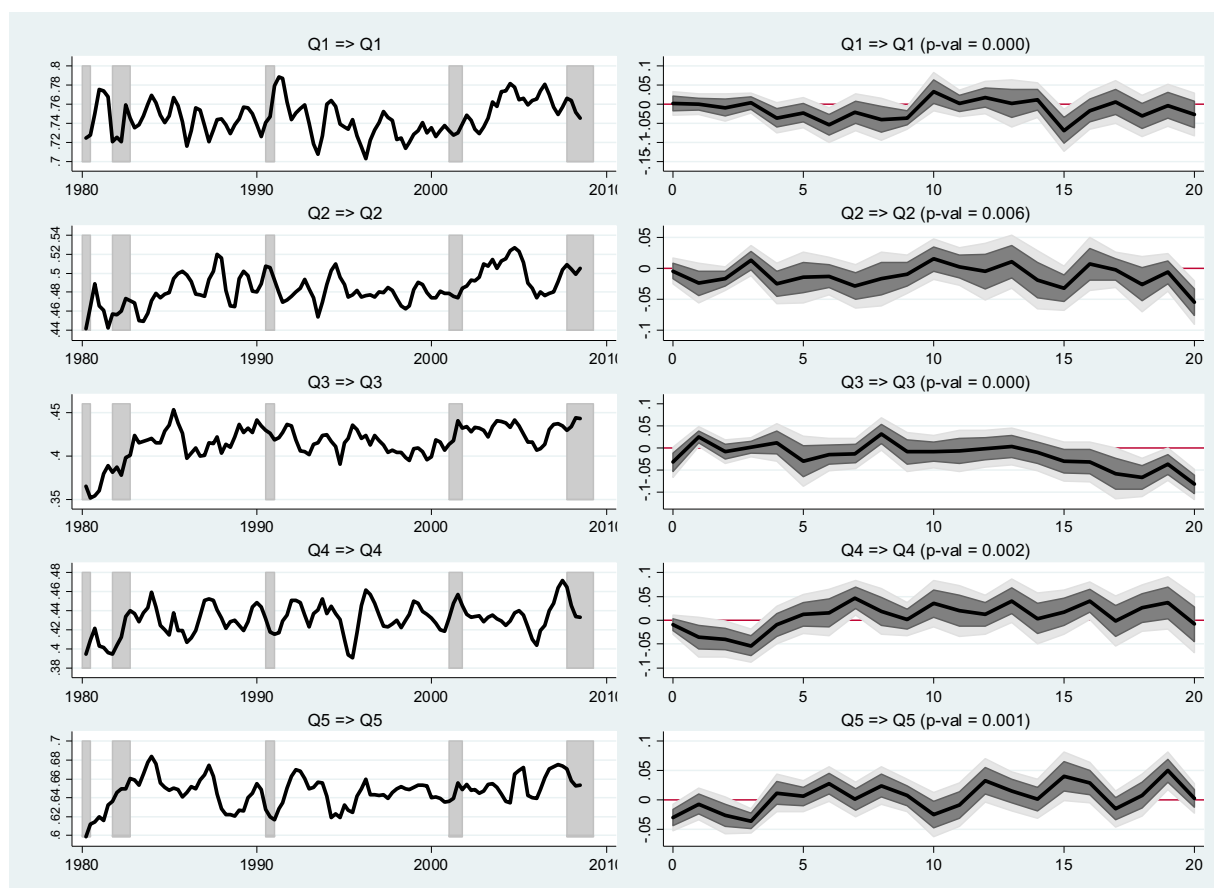 Q1 => Q1
.7 .72 .74 .76 .78 .8
1980 1990 2000 2010
Q1 => Q1 (p-val = 0.000)
-.15 -.1 -.05 0 .05 .1
0 5 10 15 20
Q2 => Q2
.44 .46 .48 .5 .52 .54
1980 1990 2000 2010
Q2 => Q2 (p-val = 0.006)
-.1 -.05 0 .05
0 5 10 15 20
Q3 => Q3
.35 .4 .45
1980 1990 2000 2010
Q3 => Q3 (p-val = 0.000)
-.1 -.05 0 .05 .1
0 5 10 15 20
Q4 => Q4
.38 .4 .42 .44 .46 .48
1980 1990 2000 2010
Q4 => Q4 (p-val = 0.002)
-.1 -.05 0 .05 .1
0 5 10 15 20
Q5 => Q5
.6 .62 .64 .66 .68 .7
1980 1990 2000 2010
Q5 => Q5 (p-val = 0.001)
-.05 0 .05 .1
0 5 10 15 20